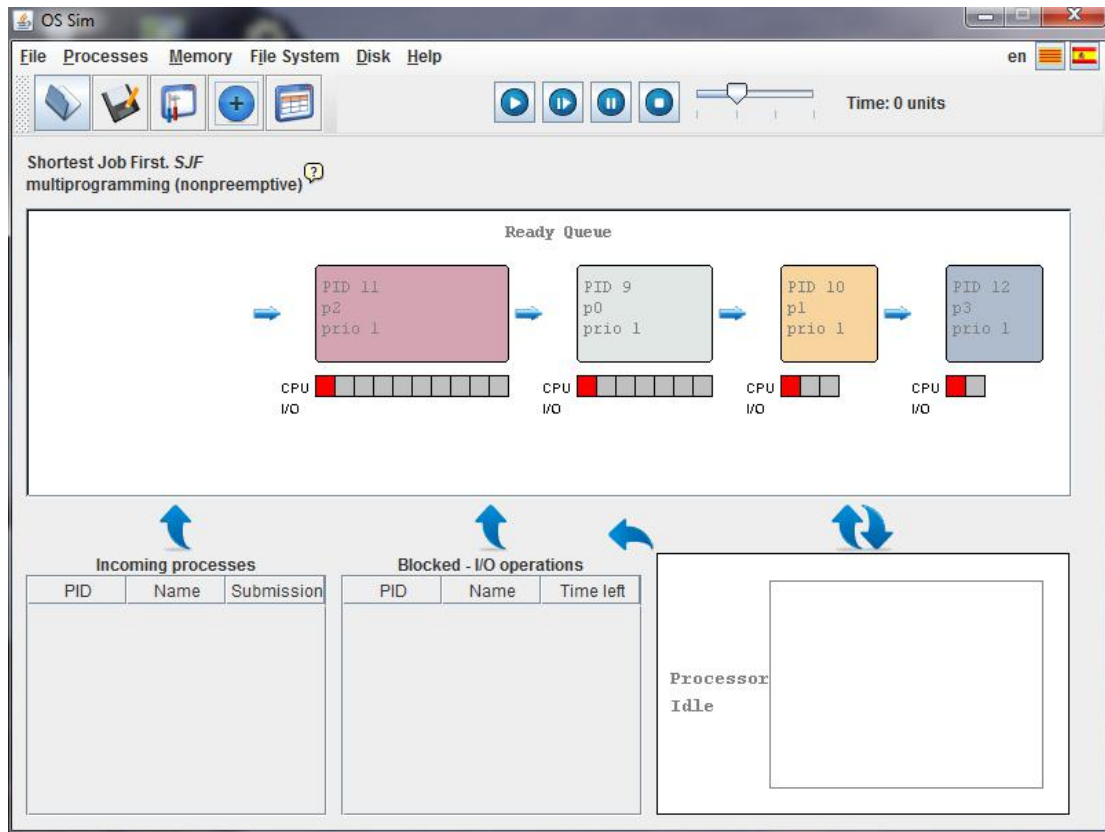 OS Sim
File Processes Memory File System Disk Help en
Time: 0 units
Shortest Job First. SJF
multiprogramming (nonpreemptive) ?
Ready Queue
PID 11 PID 9 PID 10 PID 12
p2 p0 p1 p3
prio 1 prio 1 prio 1 prio 1
CPU CPU CPU CPU
I/O I/O I/O I/O
Incoming processes Blocked - I/O operations
PID Name Submission PID Name Time left
Processor
Idle